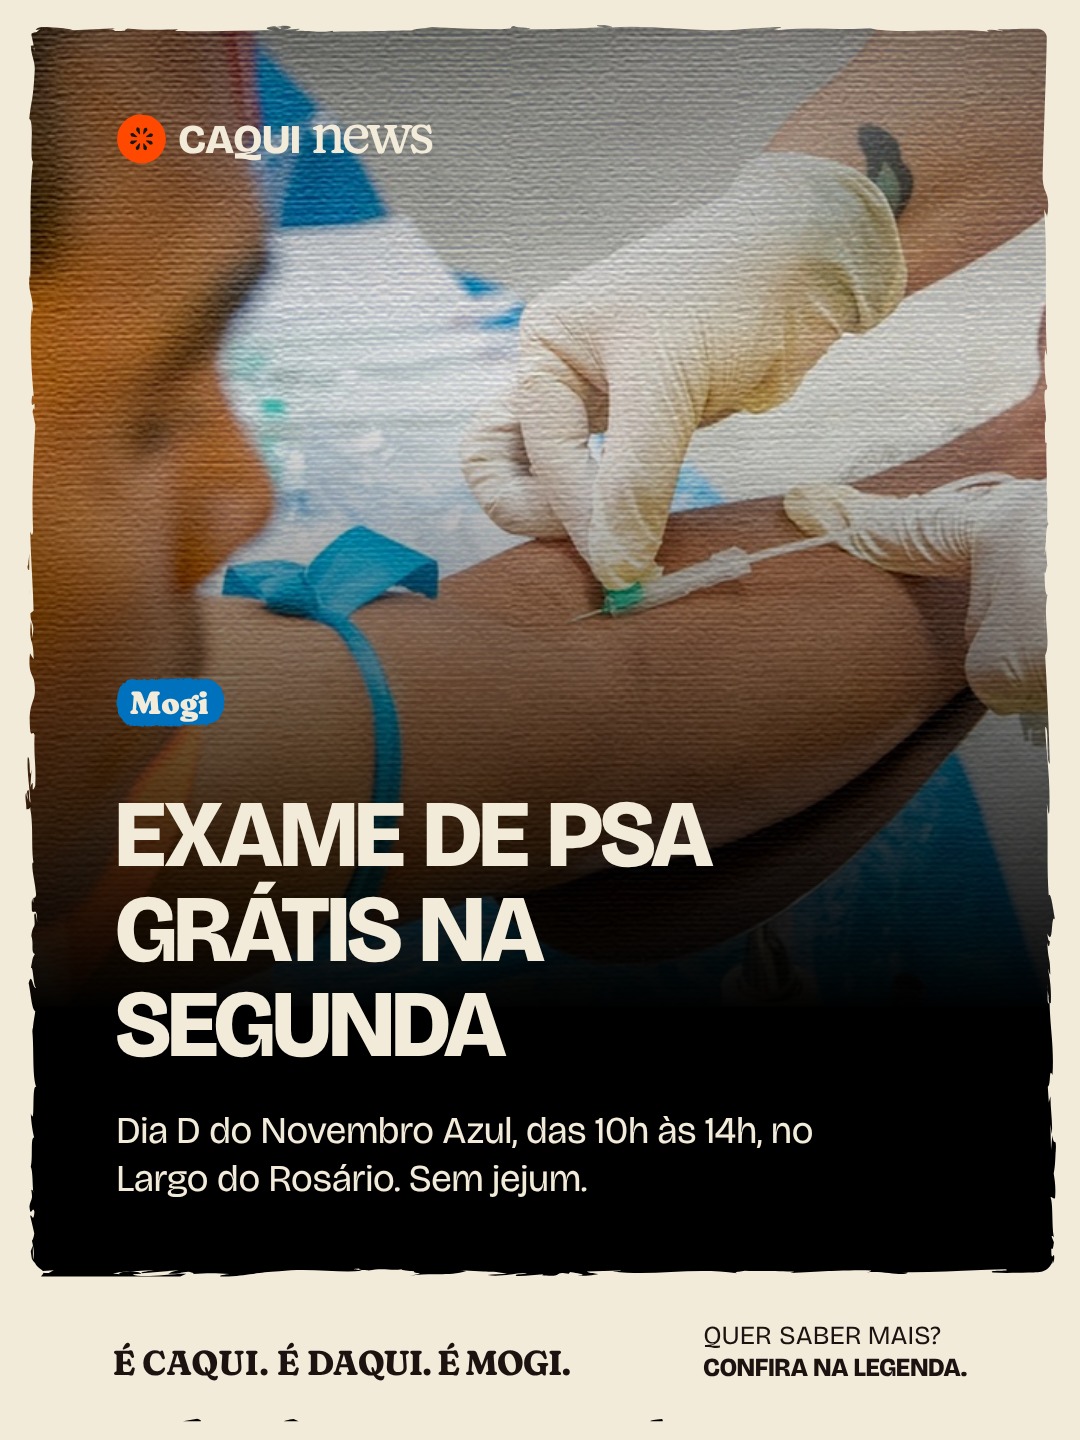 CAQUI news
Mogi
EXAME DE PSA
GRÁTIS NA
SEGUNDA
Dia D do Novembro Azul, das 10h às 14h, no
Largo do Rosário. Sem jejum.
É CAQUI. É DAQUI. É MOGI.
QUER SABER MAIS?
CONFIRA NA LEGENDA.